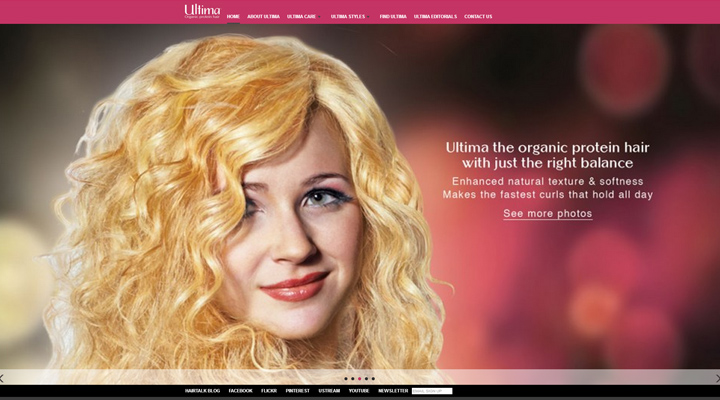 Ultima
Organic protein hair
HOME ABOUT ULTIMA ULTIMA CARE ULTIMA STYLES FIND ULTIMA ULTIMA EDITORIALS CONTACT US
Ultima the organic protein hair
with just the right balance
Enhanced natural texture & softness
Makes the fastest curls that hold all day
See more photos
HAIRTALK BLOG FACEBOOK FLICKR PINTEREST USTREAM YOUTUBE NEWSLETTER